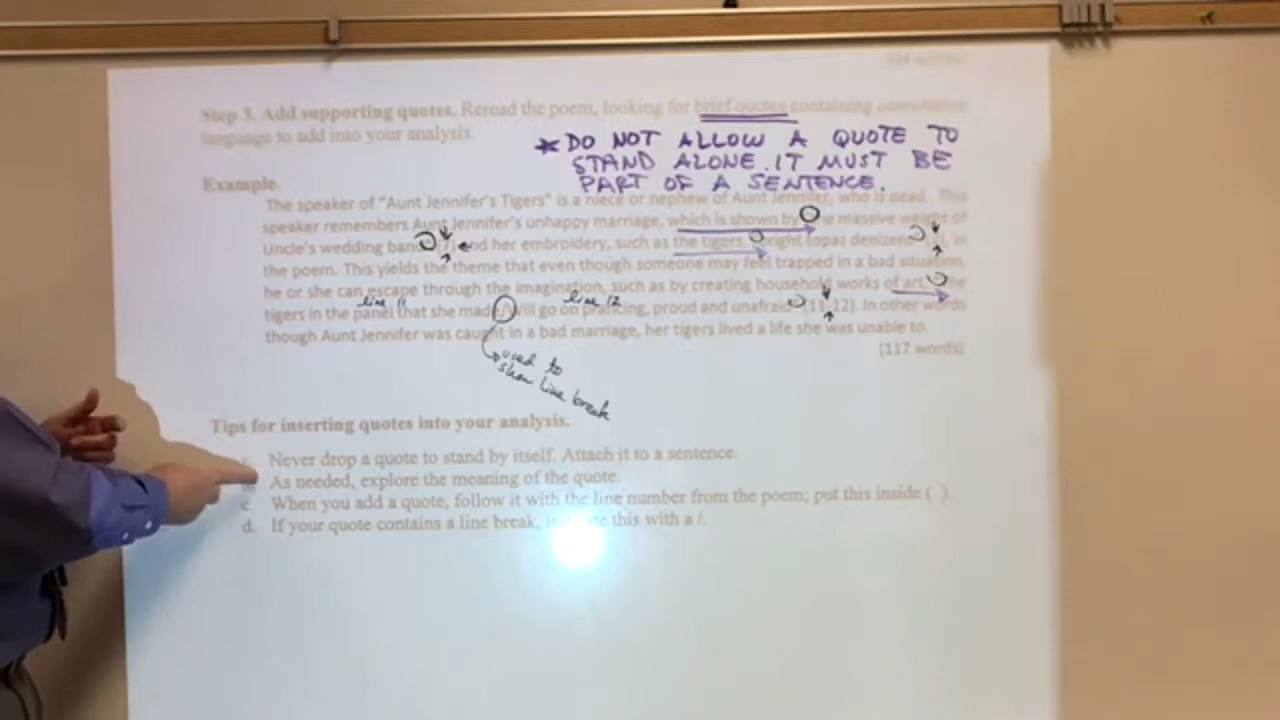 Step 3. Add supporting quotes. Reread the poem, looking for brief quotes containing
language to add into your analysis.
* DO NOT ALLOW A QUOTE TO
STAND ALONE. IT MUST BE
PART OF A SENTENCE.
Example.
The speaker of "Aunt Jennifer's Tigers" is a niece or nephew of Aunt Jennifer, who is dead. This
speaker remembers Aunt Jennifer's unhappy marriage, which is shown by the massive weight of
Uncle's wedding band and her embroidery, such as the tigers, bright topaz denizens in
the poem. This yields the theme that even though someone may feel trapped in a bad situation,
he or she can escape through the imagination, such as by creating household works of art. The
line 11 line 12
tigers in the panel that she made/Will go on prancing, proud and unafraid (11-12). In other words
though Aunt Jennifer was caught in a bad marriage, her tigers lived a life she was unable to.
(117 words)
used to
show line break
Tips for inserting quotes into your analysis.
Never drop a quote to stand by itself. Attach it to a sentence.
As needed, explore the meaning of the quote.
c. When you add a quote, follow it with the line number from the poem; put this inside ( ).
d. If your quote contains a line break, this with a /.